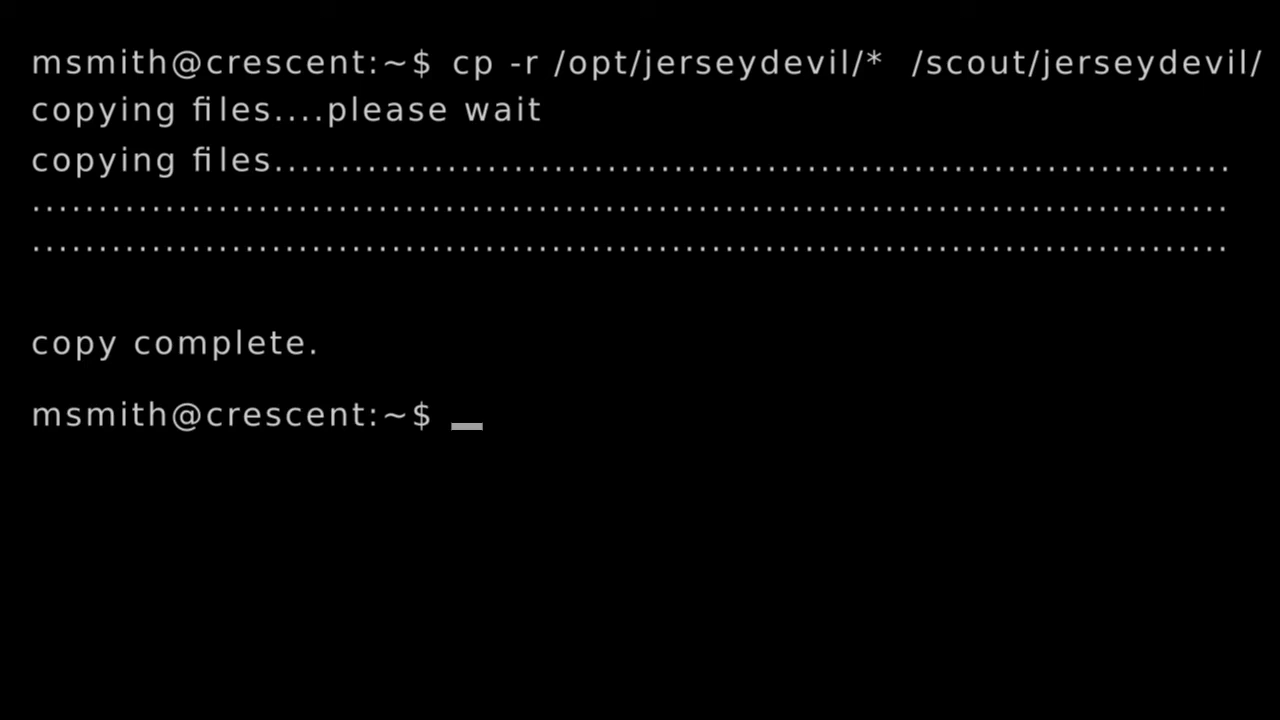 msmith@crescent:~$ cp -r /opt/jerseydevil/*  /scout/jerseydevil/
copying files....please wait
copying files........................................................................
..........................................................................................
..........................................................................................
copy complete.
msmith@crescent:~$ _